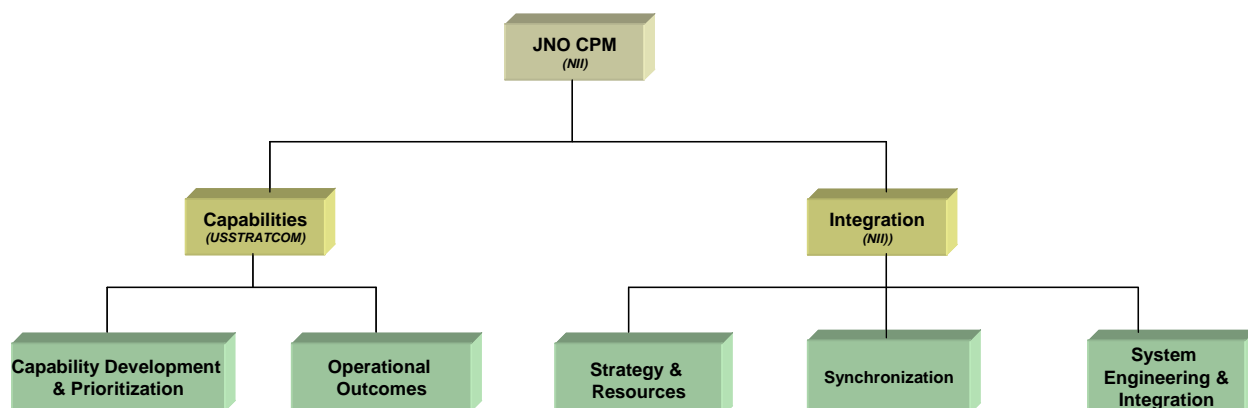 JNO CPM
(NII)
Capabilities
(USSTRATCOM)
Integration
(NII))
Capability Development
& Prioritization
Operational
Outcomes
Strategy &
Resources
Synchronization
System
Engineering &
Integration